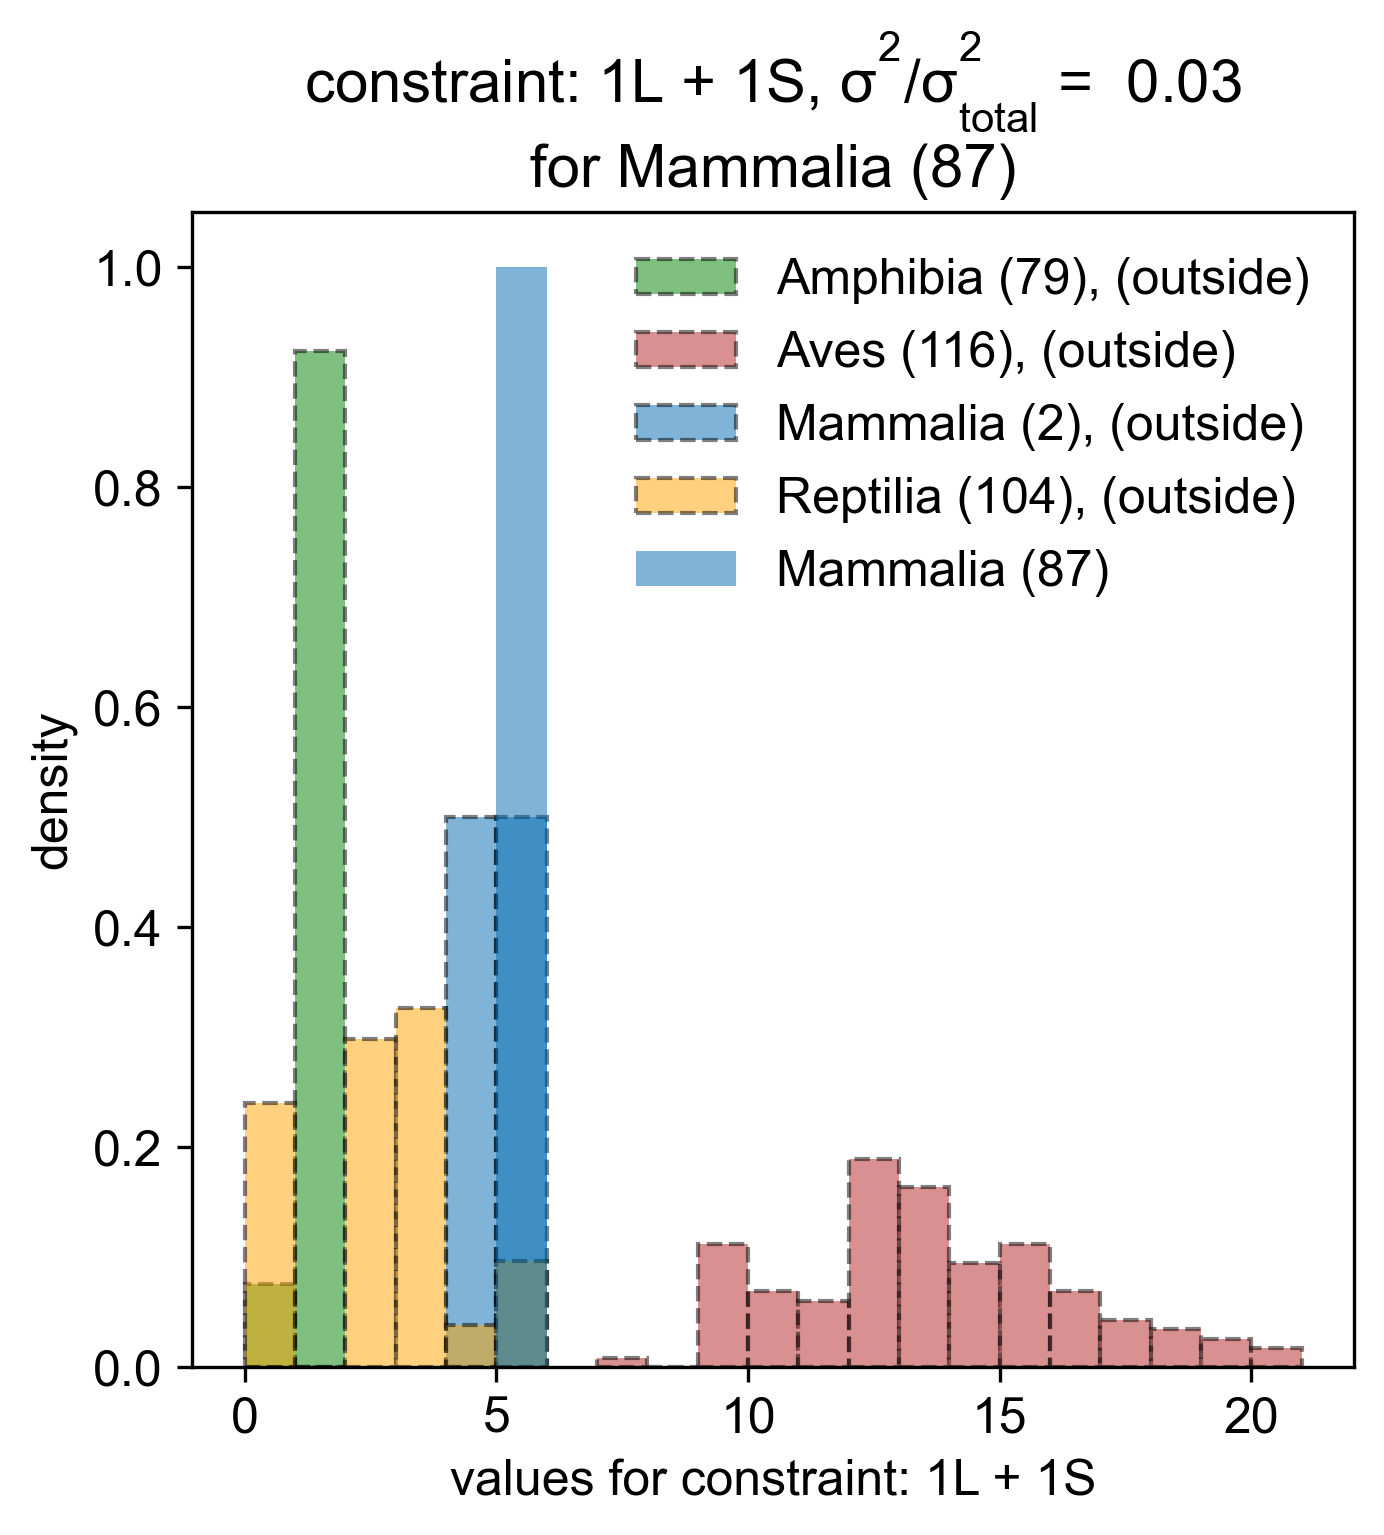 constraint: 1L + 1S, σ²/σ²total = 0.03
for Mammalia (87)
1.0
0.8
0.6
0.4
0.2
0.0
density
Amphibia (79), (outside)
Aves (116), (outside)
Mammalia (2), (outside)
Reptilia (104), (outside)
Mammalia (87)
0 5 10 15 20
values for constraint: 1L + 1S